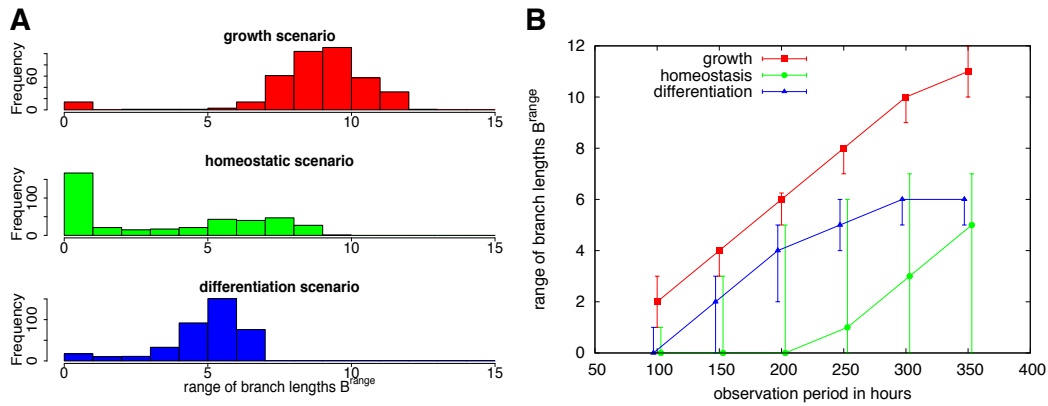 A
growth scenario
Frequency
0 60
0 5 10 15
homeostatic scenario
Frequency
0 100
0 5 10 15
differentiation scenario
Frequency
0 100
0 5 10 15
range of branch lengths B^range
B
12
10
8
6
4
2
0
range of branch lengths B^range
growth
homeostasis
differentiation
50 100 150 200 250 300 350 400
observation period in hours